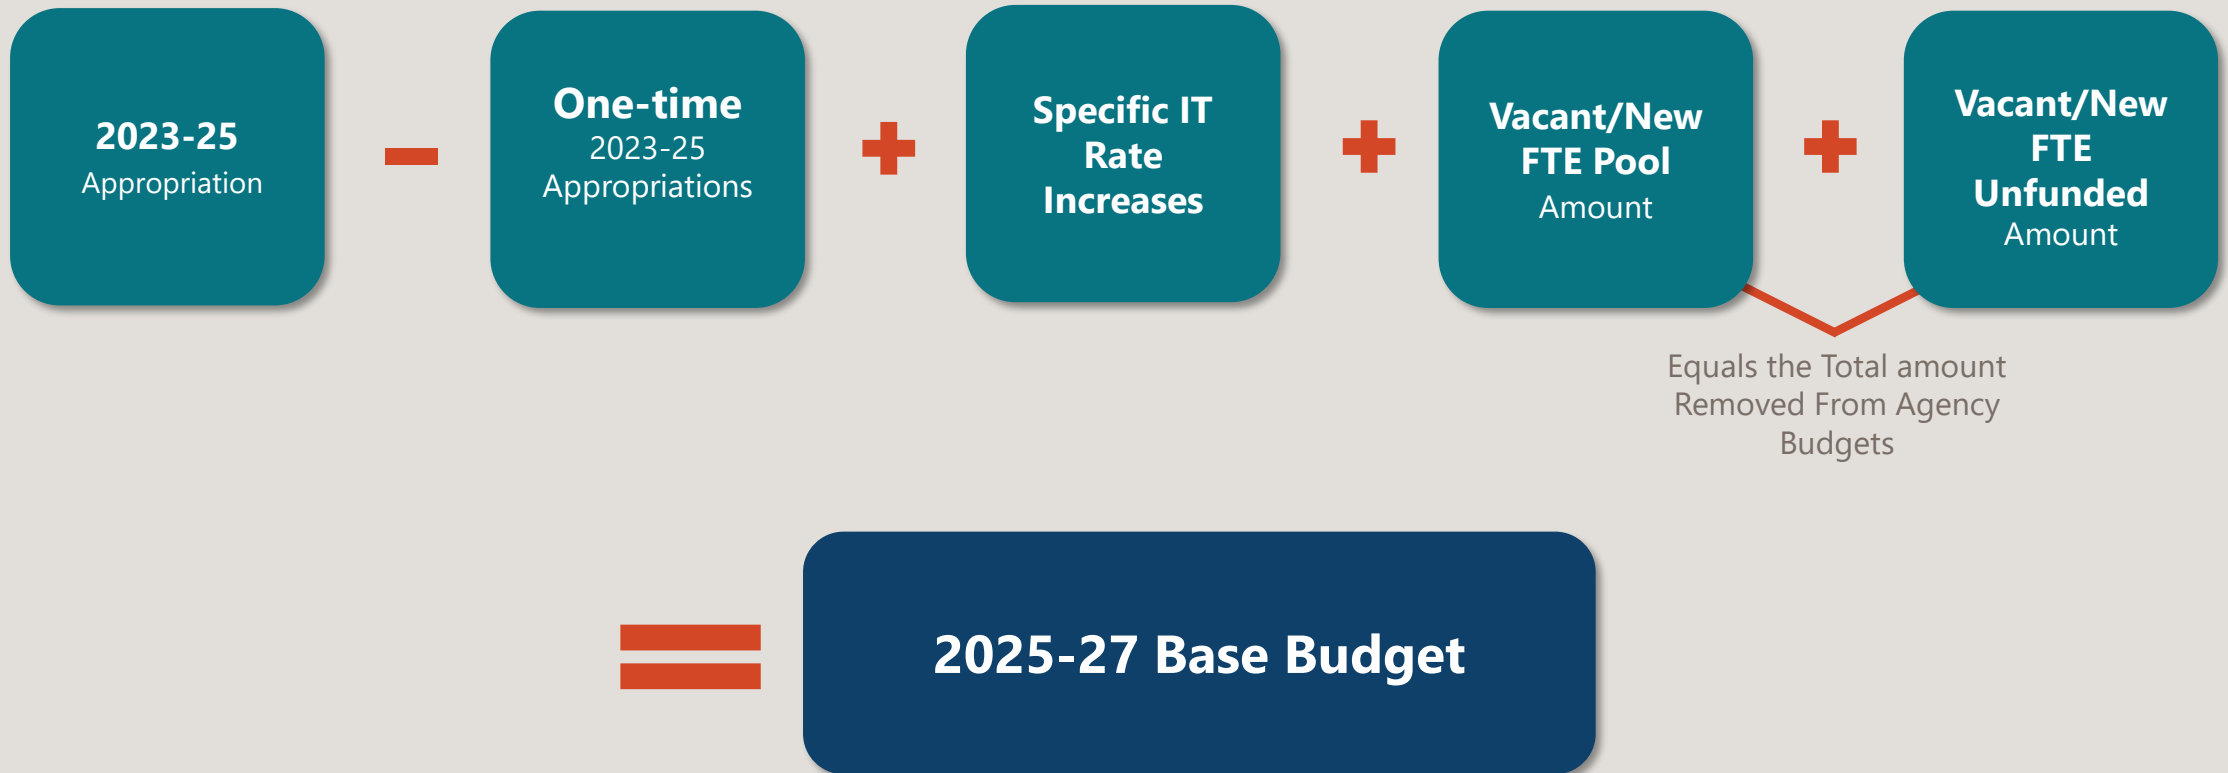 2023-25
Appropriation
One-time
2023-25
Appropriations
Specific IT
Rate
Increases
Vacant/New
FTE Pool
Amount
Vacant/New
FTE
Unfunded
Amount
Equals the Total amount
Removed From Agency
Budgets
2025-27 Base Budget